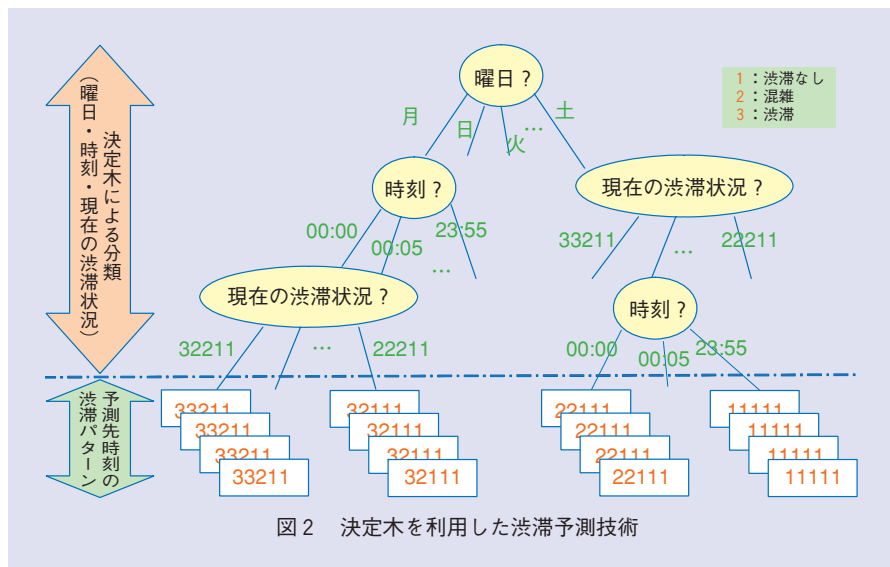 決定木による分類
（曜日・時刻・現在の渋滞状況）
予測先時刻の
渋滞パターン
曜日？
1：渋滞なし
2：混雑
3：渋滞
月
日
火
…
土
時刻？
現在の渋滞状況？
00:00
00:05
23:55
…
33211
…
22211
現在の渋滞状況？
時刻？
32211
…
22211
00:00
00:05
23:55
33211
33211
33211
33211
32111
32111
32111
32111
22111
22111
22111
22111
11111
11111
11111
11111
図2　決定木を利用した渋滞予測技術